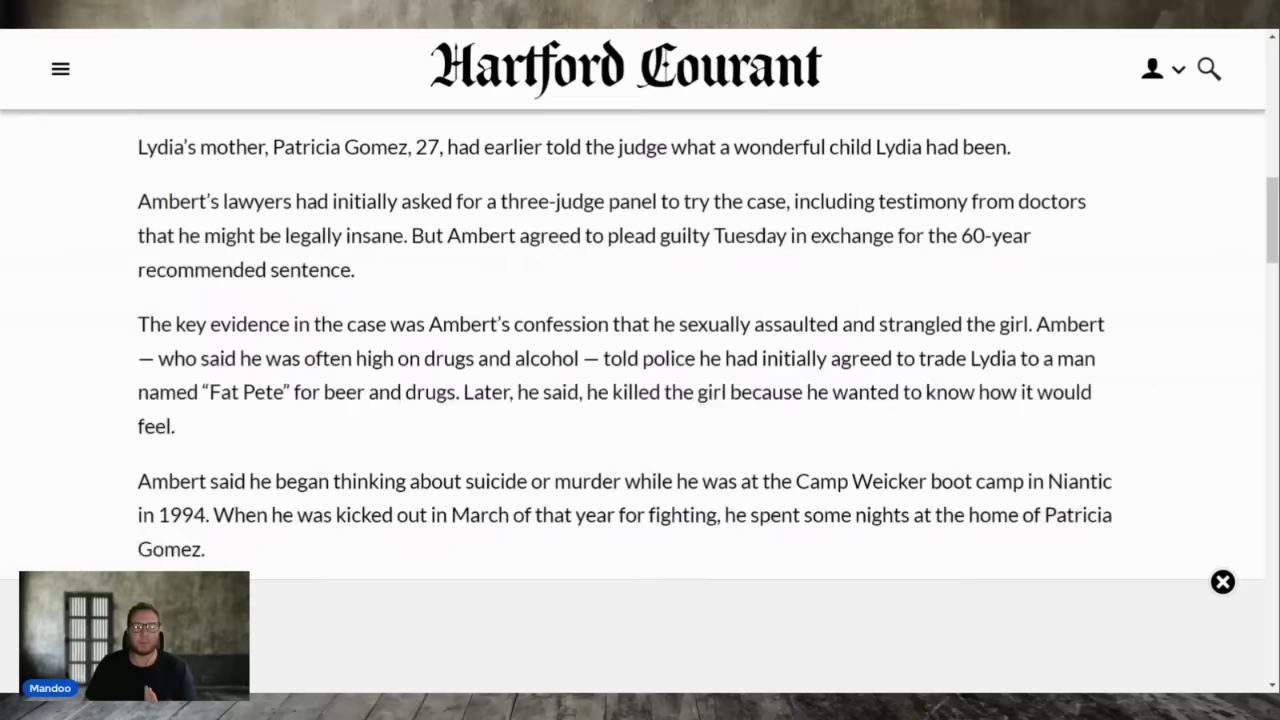 Hartford Courant
Lydia’s mother, Patricia Gomez, 27, had earlier told the judge what a wonderful child Lydia had been.
Ambert’s lawyers had initially asked for a three-judge panel to try the case, including testimony from doctors
that he might be legally insane. But Ambert agreed to plead guilty Tuesday in exchange for the 60-year
recommended sentence.
The key evidence in the case was Ambert’s confession that he sexually assaulted and strangled the girl. Ambert
— who said he was often high on drugs and alcohol — told police he had initially agreed to trade Lydia to a man
named “Fat Pete” for beer and drugs. Later, he said, he killed the girl because he wanted to know how it would
feel.
Ambert said he began thinking about suicide or murder while he was at the Camp Weicker boot camp in Niantic
in 1994. When he was kicked out in March of that year for fighting, he spent some nights at the home of Patricia
Gomez.
Mandoo